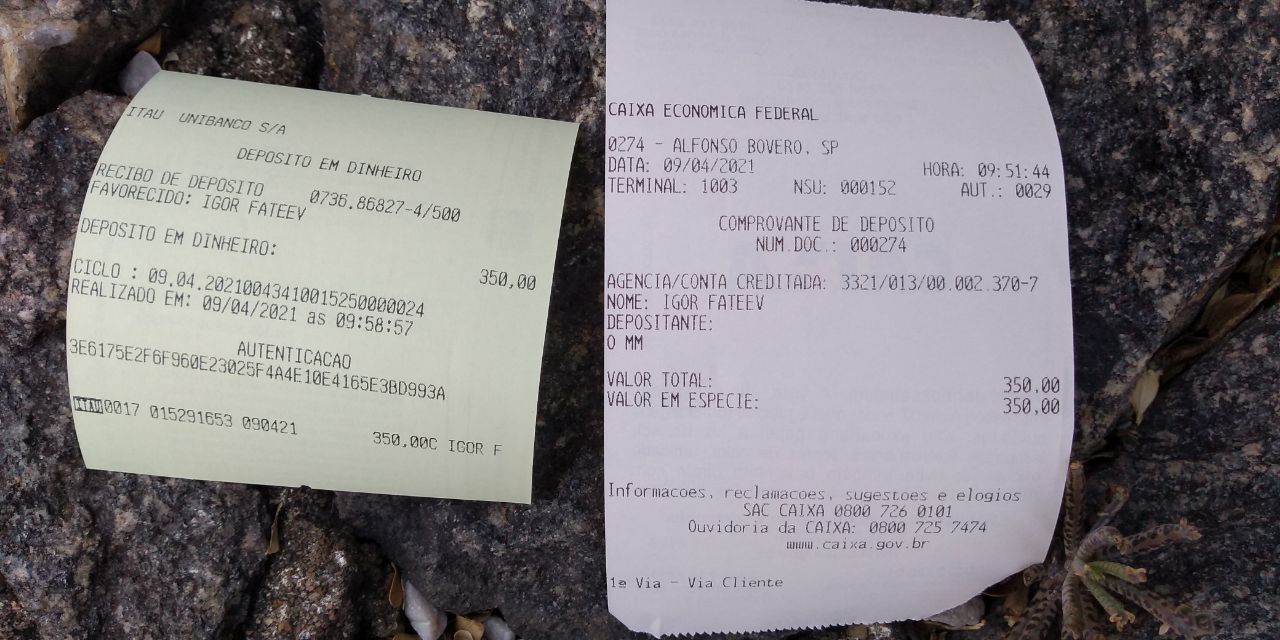 ITAU UNIBANCO S/A
DEPOSITO EM DINHEIRO
RECIBO DE DEPOSITO 0736.86827-4/500
FAVORECIDO: IGOR FATEEV
DEPOSITO EM DINHEIRO:
350,00
CICLO : 09.04.20210043410015250000024
REALIZADO EM: 09/04/2021 as 09:58:57
AUTENTICACAO
3E6175E2F6F960E23025F4A4E10E4165E3BD993A
ITAU0017 015291653 090421 350,00C IGOR F
CAIXA ECONOMICA FEDERAL
0274 - ALFONSO BOVERO, SP
DATA: 09/04/2021 HORA: 09:51:44
TERMINAL: 1003 NSU: 000152 AUT.: 0029
COMPROVANTE DE DEPOSITO
NUM.DOC.: 000274
AGENCIA/CONTA CREDITADA: 3321/013/00.002.370-7
NOME: IGOR FATEEV
DEPOSITANTE:
O MM
VALOR TOTAL: 350,00
VALOR EM ESPECIE: 350,00
Informacoes, reclamacoes, sugestoes e elogios
SAC CAIXA 0800 726 0101
Ouvidoria da CAIXA: 0800 725 7474
www.caixa.gov.br
1ª Via - Via Cliente